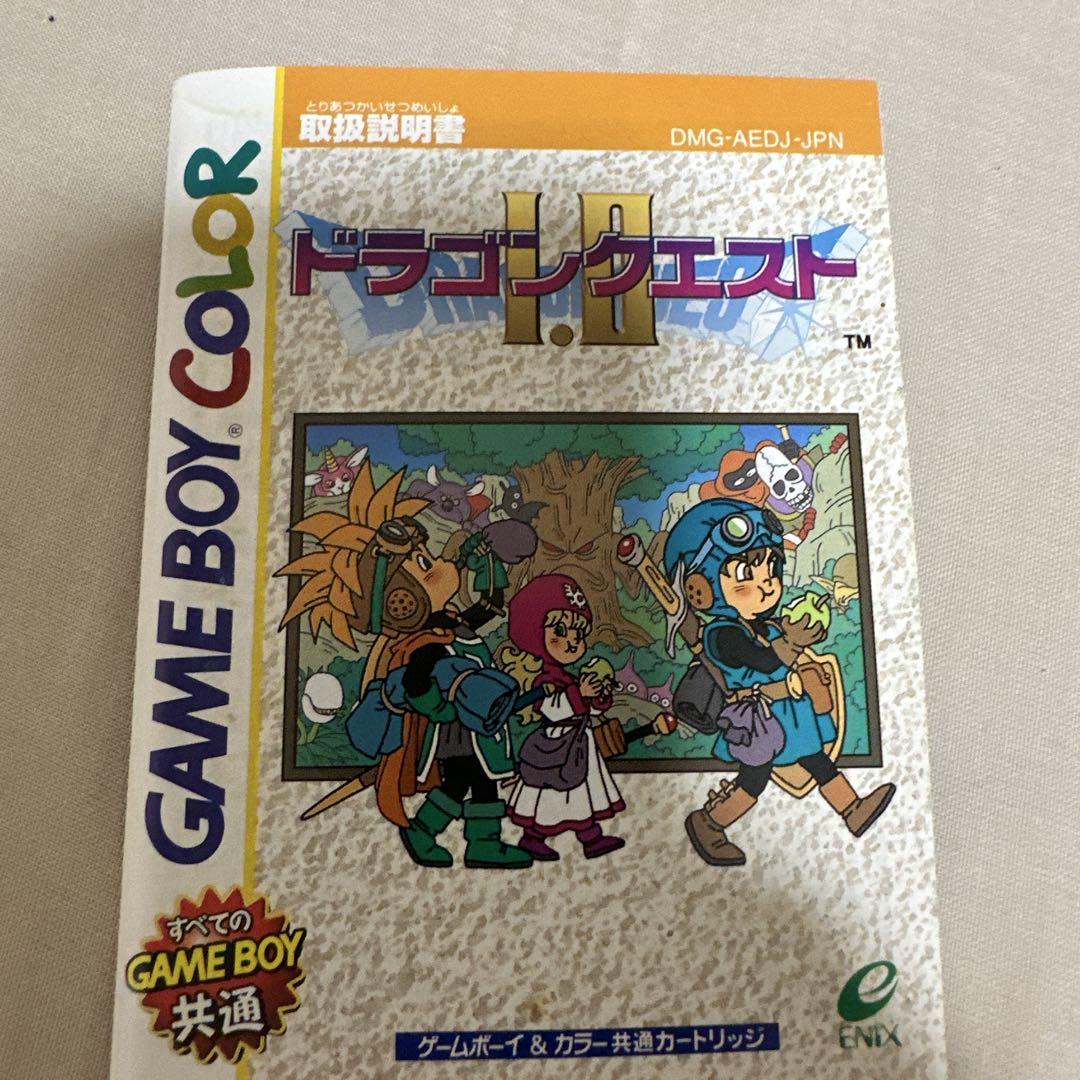 とりあつかいせつめいしょ
取扱説明書
DMG-AEDJ-JPN
GAME BOY® COLOR
I・II
ドラゴンクエスト
TM
すべての
GAME BOY
共通
ゲームボーイ & カラー共通カートリッジ
e
ENIX